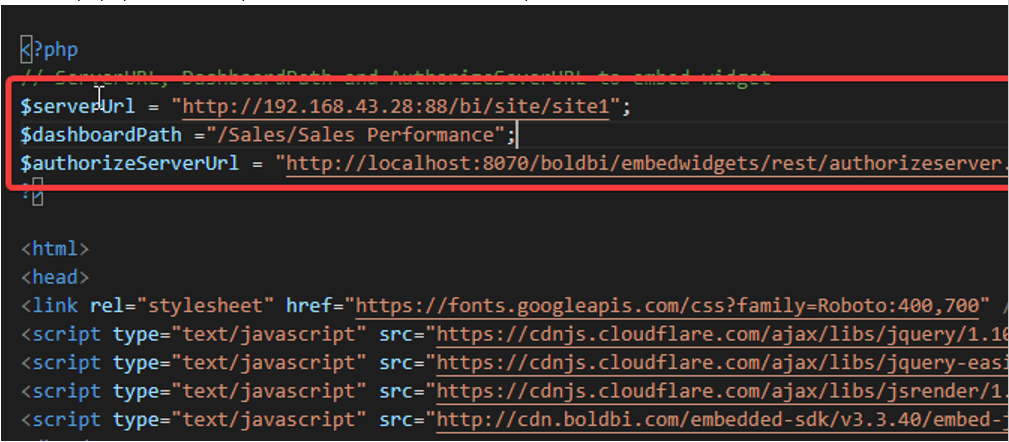 <?php
// ServerURL, DashboardPath and AuthorizeSeverURL to embed widget
$serverUrl = "http://192.168.43.28:88/bi/site/site1";
$dashboardPath ="/Sales/Sales Performance";
$authorizeServerUrl = "http://localhost:8070/boldbi/embedwidgets/rest/authorizeserver.
?>
<html>
<head>
<link rel="stylesheet" href="https://fonts.googleapis.com/css?family=Roboto:400,700" /
<script type="text/javascript" src="https://cdnjs.cloudflare.com/ajax/libs/jquery/1.10
<script type="text/javascript" src="https://cdnjs.cloudflare.com/ajax/libs/jquery-easi
<script type="text/javascript" src="https://cdnjs.cloudflare.com/ajax/libs/jsrender/1.
<script type="text/javascript" src="http://cdn.boldbi.com/embedded-sdk/v3.3.40/embed-j